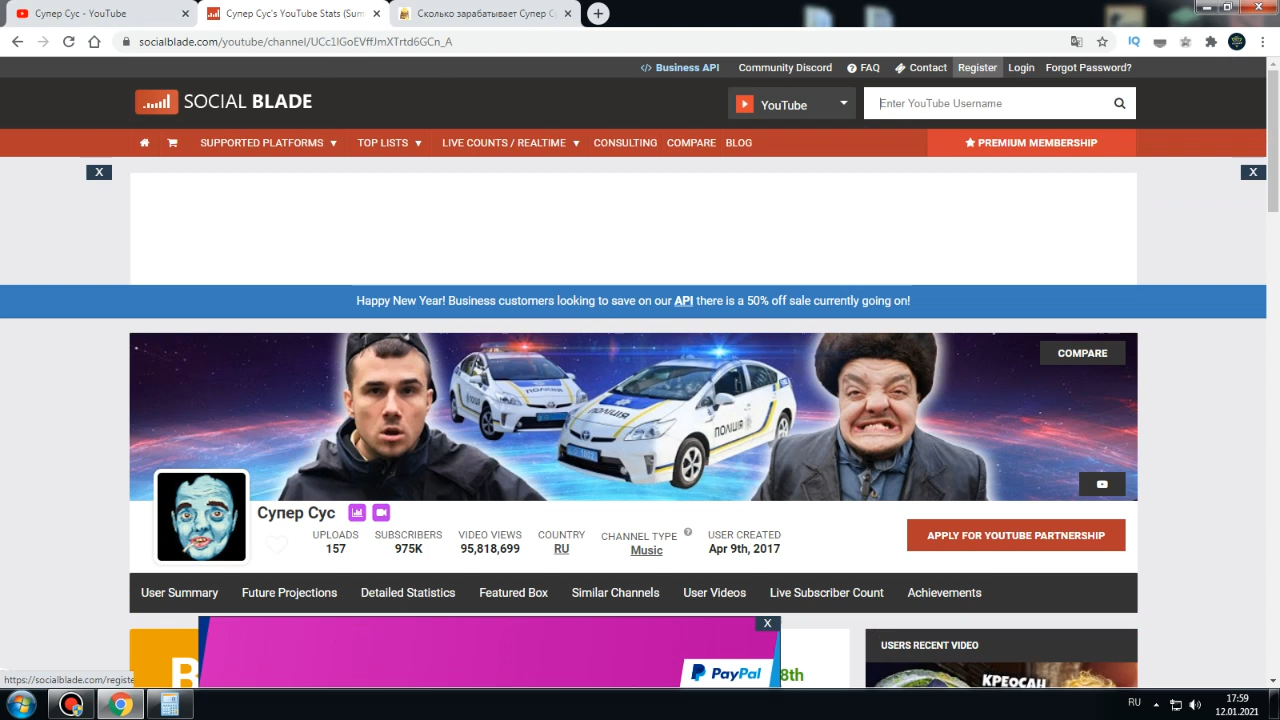 Супер Сус - YouTube
Супер Сус's YouTube Stats (Sum
Сколько зарабатывает Супер С
socialblade.com/youtube/channel/UCc1IGoEVffJmXTrtd6GCn_A
IQ
</> Business API
Community Discord
FAQ
Contact
Register
Login
Forgot Password?
SOCIAL BLADE
YouTube
Enter YouTube Username
SUPPORTED PLATFORMS
TOP LISTS
LIVE COUNTS / REALTIME
CONSULTING
COMPARE
BLOG
PREMIUM MEMBERSHIP
X
X
Happy New Year! Business customers looking to save on our API there is a 50% off sale currently going on!
COMPARE
ПОЛІЦІЯ
ПОЛІЦІЯ
Супер Сус
UPLOADS
157
SUBSCRIBERS
975K
VIDEO VIEWS
95,818,699
COUNTRY
RU
CHANNEL TYPE
Music
USER CREATED
Apr 9th, 2017
APPLY FOR YOUTUBE PARTNERSHIP
User Summary
Future Projections
Detailed Statistics
Featured Box
Similar Channels
User Videos
Live Subscriber Count
Achievements
X
PayPal
8th
USERS RECENT VIDEO
КРЕОСАН
https://socialblade.com/registe
RU
17:59
12.01.2021